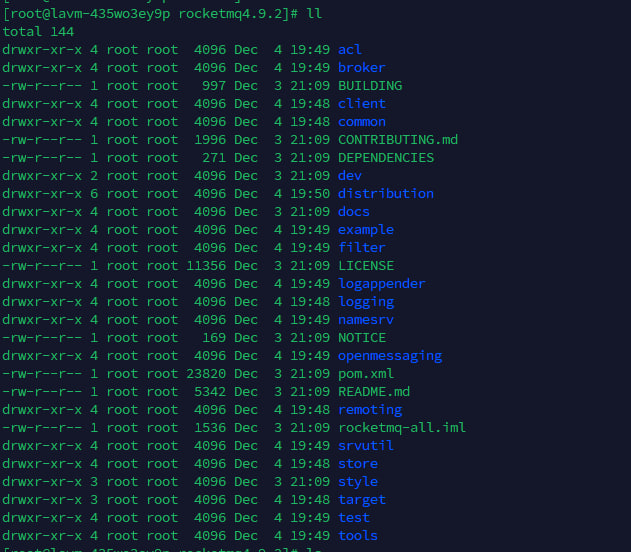 [root@lavm-435wo3ey9p rocketmq4.9.2]# ll
total 144
drwxr-xr-x 4 root root  4096 Dec  4 19:49 acl
drwxr-xr-x 4 root root  4096 Dec  4 19:49 broker
-rw-r--r-- 1 root root   997 Dec  3 21:09 BUILDING
drwxr-xr-x 4 root root  4096 Dec  4 19:48 client
drwxr-xr-x 4 root root  4096 Dec  4 19:48 common
-rw-r--r-- 1 root root  1996 Dec  3 21:09 CONTRIBUTING.md
-rw-r--r-- 1 root root   271 Dec  3 21:09 DEPENDENCIES
drwxr-xr-x 2 root root  4096 Dec  3 21:09 dev
drwxr-xr-x 6 root root  4096 Dec  4 19:50 distribution
drwxr-xr-x 4 root root  4096 Dec  3 21:09 docs
drwxr-xr-x 4 root root  4096 Dec  4 19:49 example
drwxr-xr-x 4 root root  4096 Dec  4 19:49 filter
-rw-r--r-- 1 root root 11356 Dec  3 21:09 LICENSE
drwxr-xr-x 4 root root  4096 Dec  4 19:49 logappender
drwxr-xr-x 4 root root  4096 Dec  4 19:48 logging
drwxr-xr-x 4 root root  4096 Dec  4 19:49 namesrv
-rw-r--r-- 1 root root   169 Dec  3 21:09 NOTICE
drwxr-xr-x 4 root root  4096 Dec  4 19:49 openmessaging
-rw-r--r-- 1 root root 23820 Dec  3 21:09 pom.xml
-rw-r--r-- 1 root root  5342 Dec  3 21:09 README.md
drwxr-xr-x 4 root root  4096 Dec  4 19:48 remoting
-rw-r--r-- 1 root root  1536 Dec  3 21:09 rocketmq-all.iml
drwxr-xr-x 4 root root  4096 Dec  4 19:49 srvutil
drwxr-xr-x 4 root root  4096 Dec  4 19:48 store
drwxr-xr-x 3 root root  4096 Dec  3 21:09 style
drwxr-xr-x 3 root root  4096 Dec  4 19:48 target
drwxr-xr-x 4 root root  4096 Dec  4 19:49 test
drwxr-xr-x 4 root root  4096 Dec  4 19:49 tools